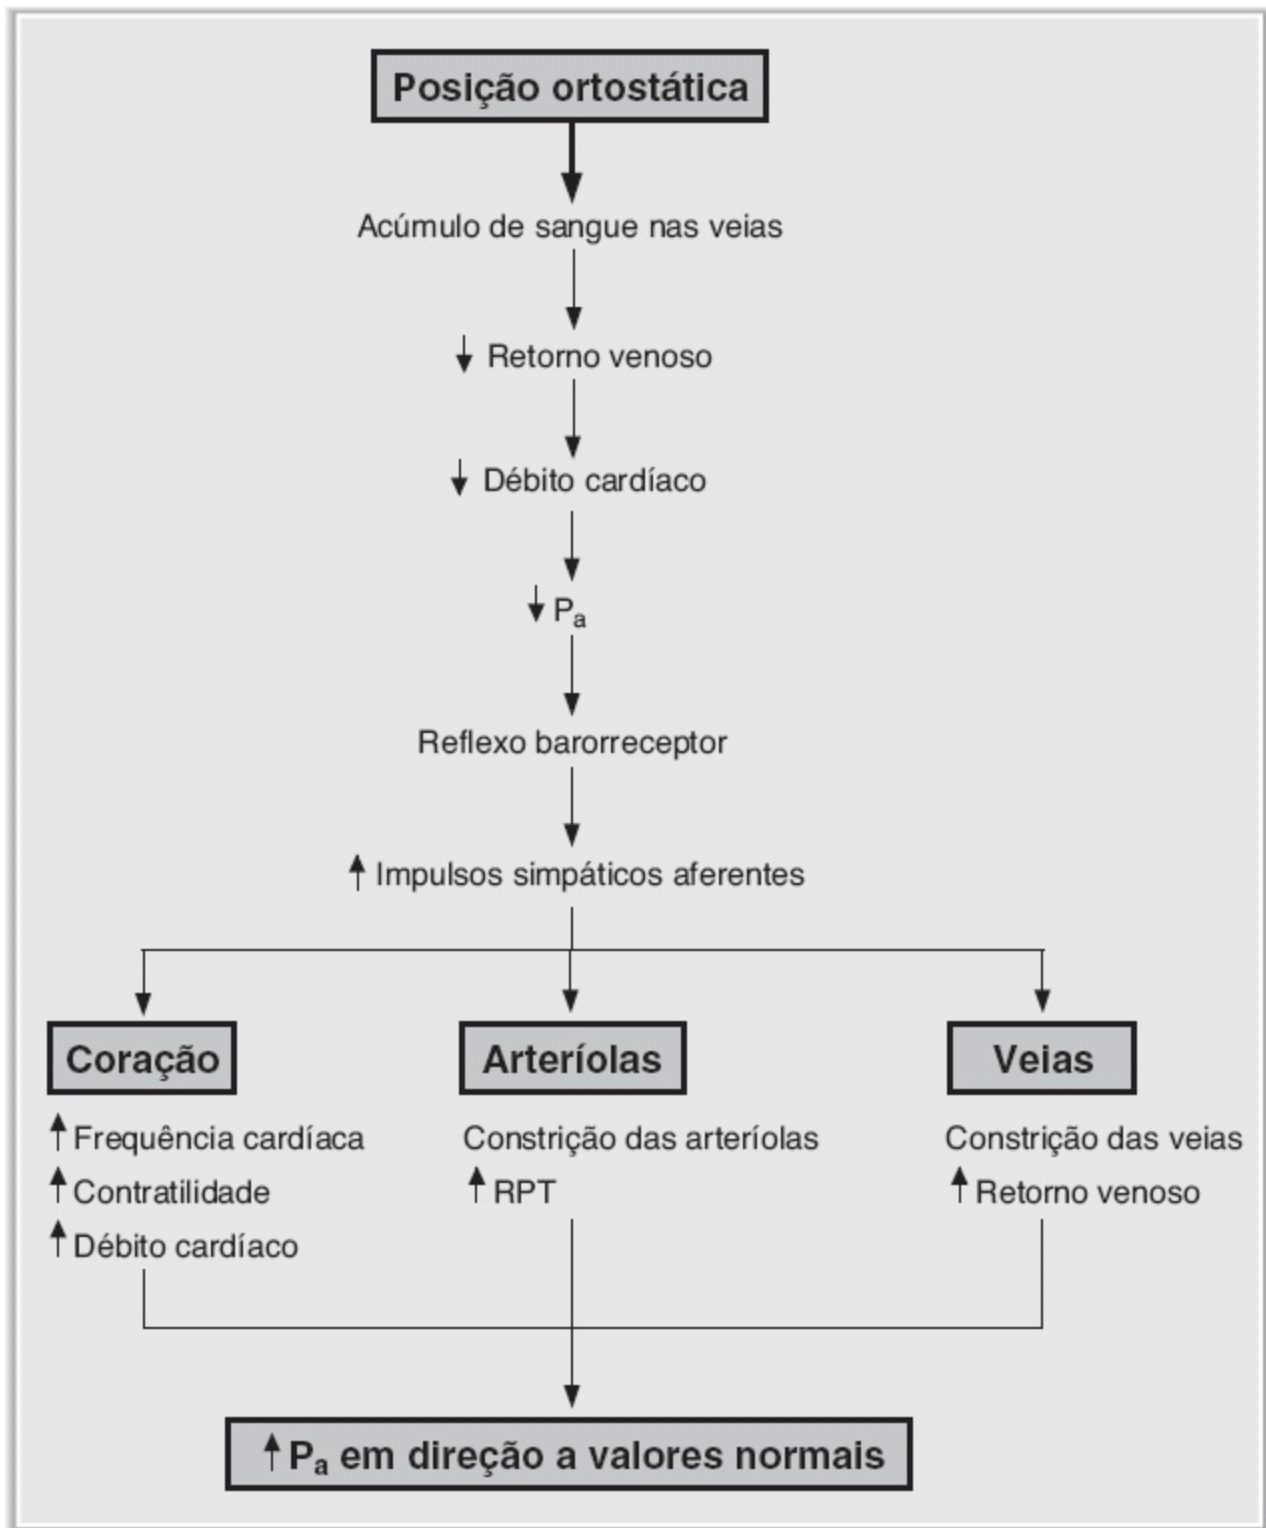 Posição ortostática
Acúmulo de sangue nas veias
↓ Retorno venoso
↓ Débito cardíaco
↓ Pa
Reflexo barorreceptor
↑ Impulsos simpáticos aferentes
Coração
Arteríolas
Veias
↑ Frequência cardíaca
↑ Contratilidade
↑ Débito cardíaco
Constrição das arteríolas
↑ RPT
Constrição das veias
↑ Retorno venoso
↑ Pa em direção a valores normais